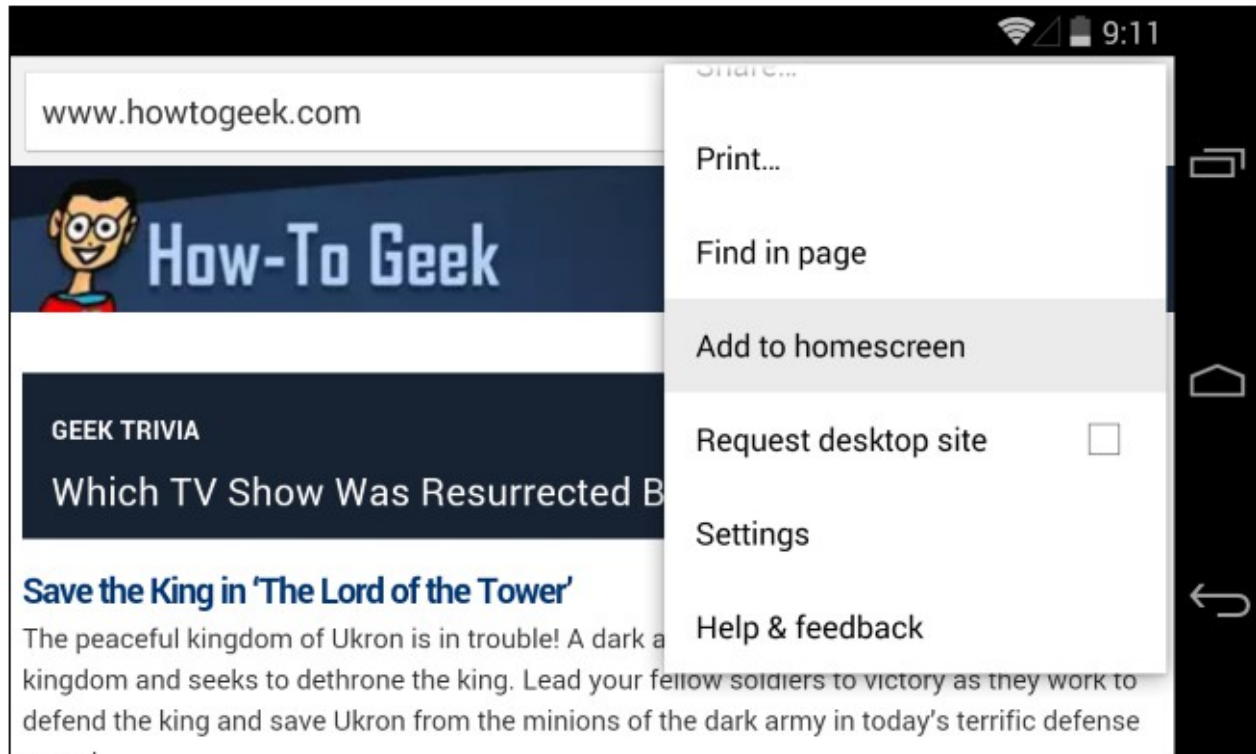 9:11
www.howtogeek.com
Share...
Print...
Find in page
Add to homescreen
Request desktop site
Settings
Help & feedback
How-To Geek
GEEK TRIVIA
Which TV Show Was Resurrected B
Save the King in ‘The Lord of the Tower’
The peaceful kingdom of Ukron is in trouble! A dark a
kingdom and seeks to dethrone the king. Lead your fellow soldiers to victory as they work to
defend the king and save Ukron from the minions of the dark army in today's terrific defense